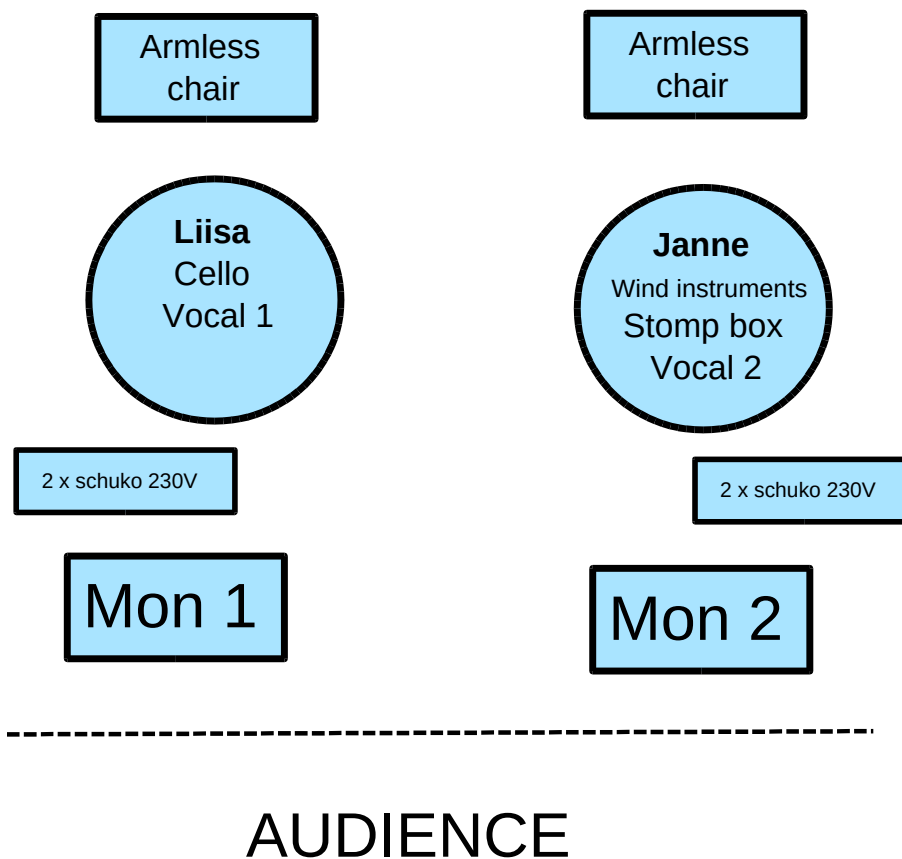 Armless
chair
Armless
chair
Liisa
Cello
Vocal 1
Janne
Wind instruments
Stomp box
Vocal 2
2 x schuko 230V
2 x schuko 230V
Mon 1
Mon 2
AUDIENCE